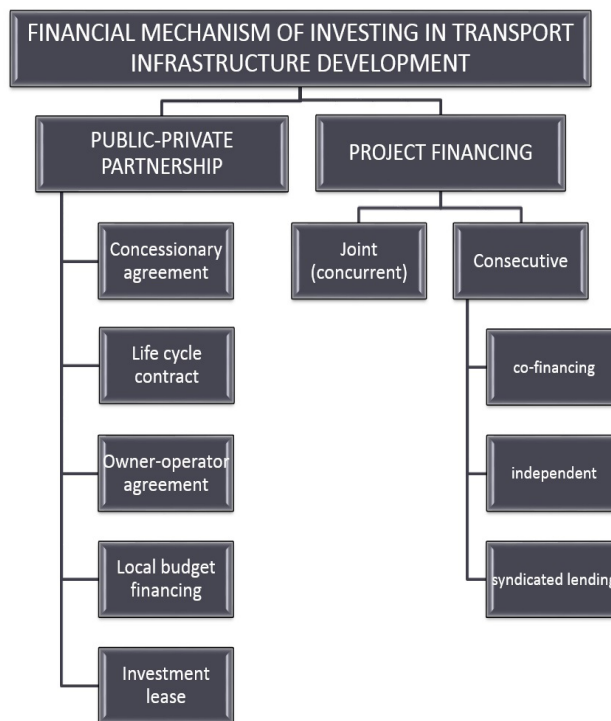 FINANCIAL MECHANISM OF INVESTING IN TRANSPORT
INFRASTRUCTURE DEVELOPMENT
PUBLIC-PRIVATE
PARTNERSHIP
PROJECT FINANCING
Concessionary
agreement
Life cycle
contract
Owner-operator
agreement
Local budget
financing
Investment
lease
Joint
(concurrent)
Consecutive
co-financing
independent
syndicated lending